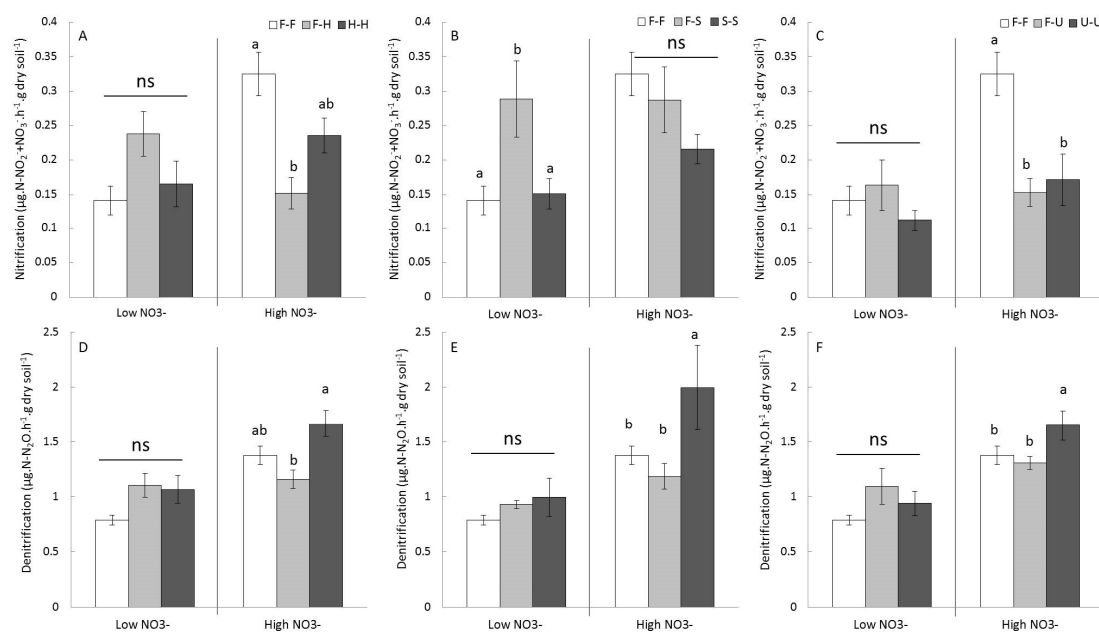 A
F-F F-H H-H
Nitrification (µg.N-NO₂⁻+NO₃⁻.h⁻¹.g dry soil⁻¹)
0.4
0.35
0.3
0.25
0.2
0.15
0.1
0.05
0
ns
a
b
ab
Low NO3-
High NO3-
B
F-F F-S S-S
Nitrification (µg.N-NO₂⁻+NO₃⁻.h⁻¹.g dry soil⁻¹)
0.4
0.35
0.3
0.25
0.2
0.15
0.1
0.05
0
a
b
a
ns
Low NO3-
High NO3-
C
F-F F-U U-U
Nitrification (µg.N-NO₂⁻+NO₃⁻.h⁻¹.g dry soil⁻¹)
0.4
0.35
0.3
0.25
0.2
0.15
0.1
0.05
0
ns
a
b
b
Low NO3-
High NO3-
D
Denitrification (µg.N-N₂O.h⁻¹.g dry soil⁻¹)
2.5
2
1.5
1
0.5
0
ns
ab
b
a
Low NO3-
High NO3-
E
Denitrification (µg.N-N₂O.h⁻¹.g dry soil⁻¹)
2.5
2
1.5
1
0.5
0
ns
b
b
a
Low NO3-
High NO3-
F
Denitrification (µg.N-N₂O.h⁻¹.g dry soil⁻¹)
2.5
2
1.5
1
0.5
0
ns
b
b
a
Low NO3-
High NO3-